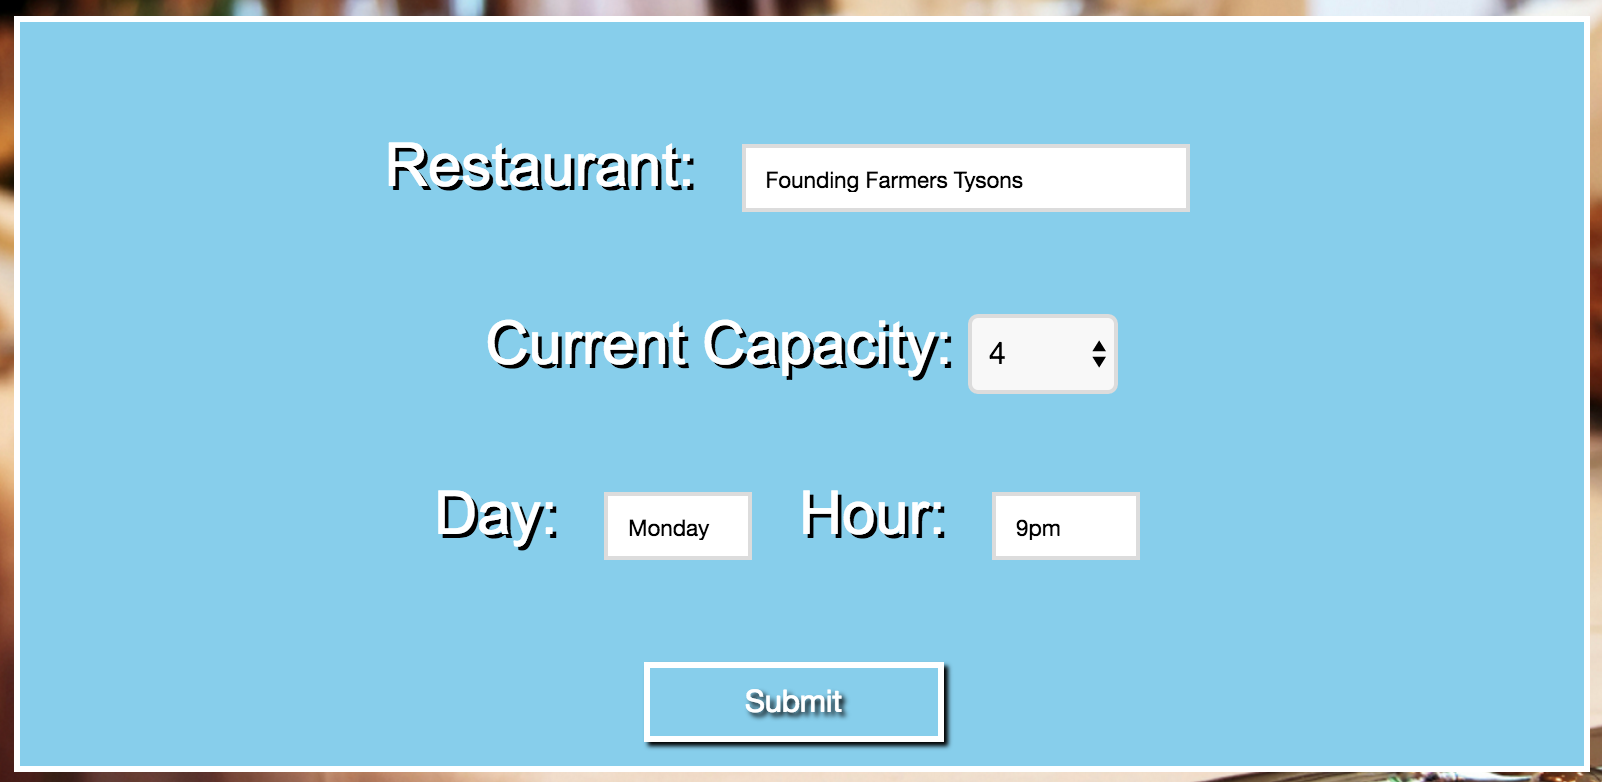 Restaurant: Founding Farmers Tysons
Current Capacity: 4
Day: Monday Hour: 9pm
Submit